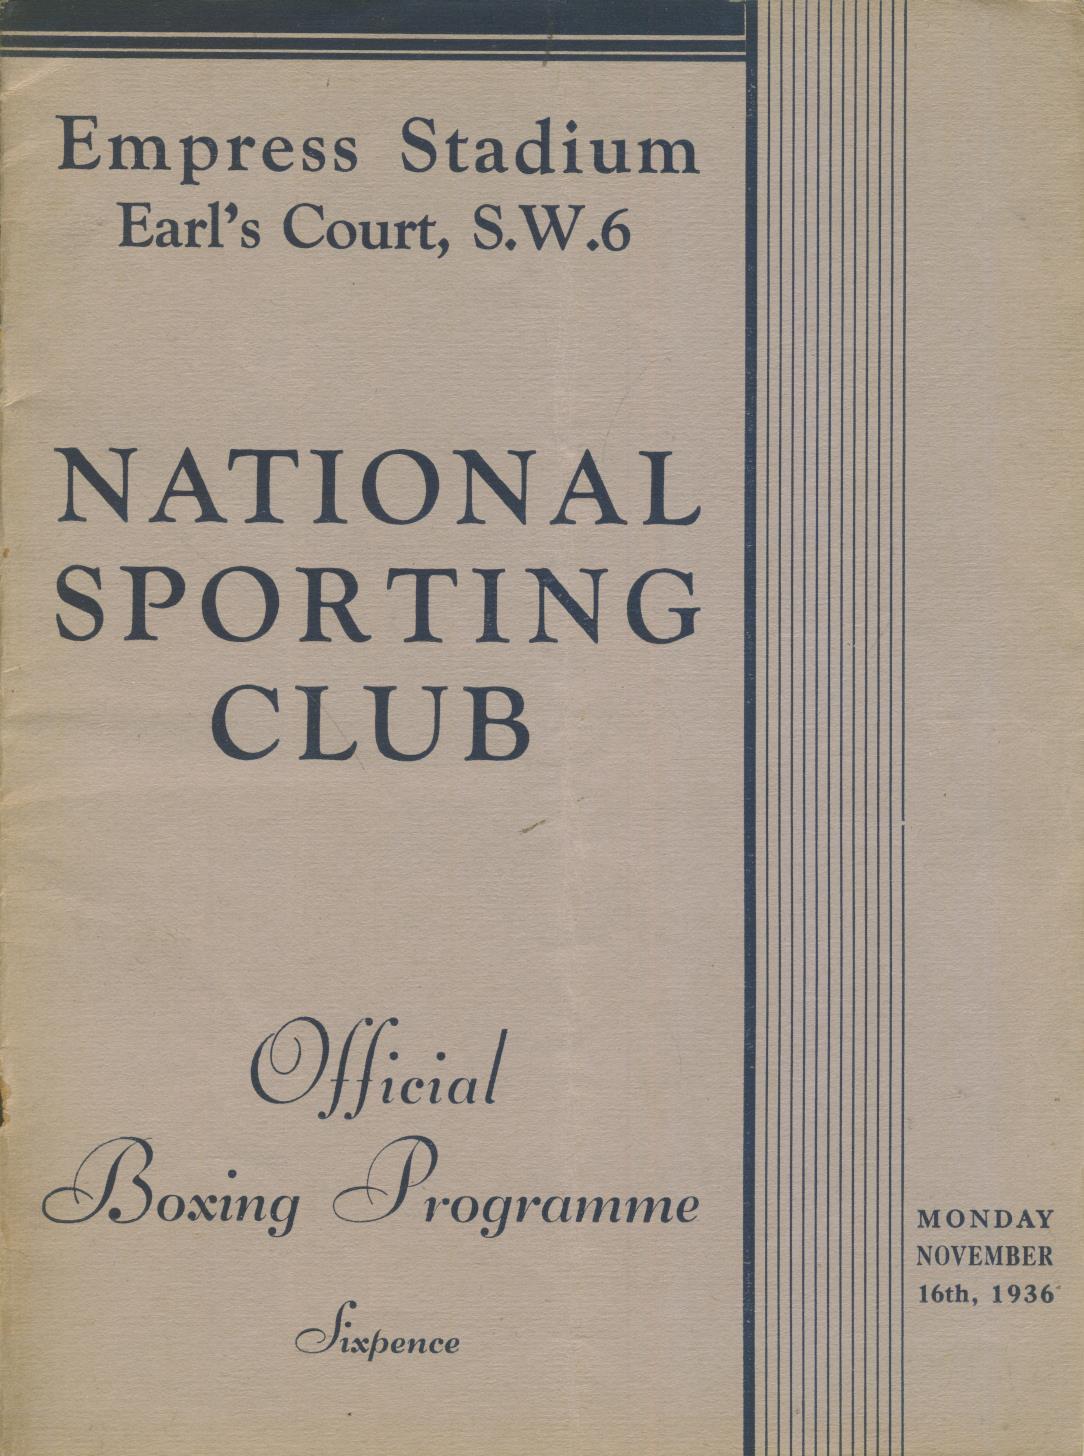 Empress Stadium
Earl's Court, S.W.6
NATIONAL
SPORTING
CLUB
Official
Boxing Programme
Sixpence
MONDAY
NOVEMBER
16th, 1936